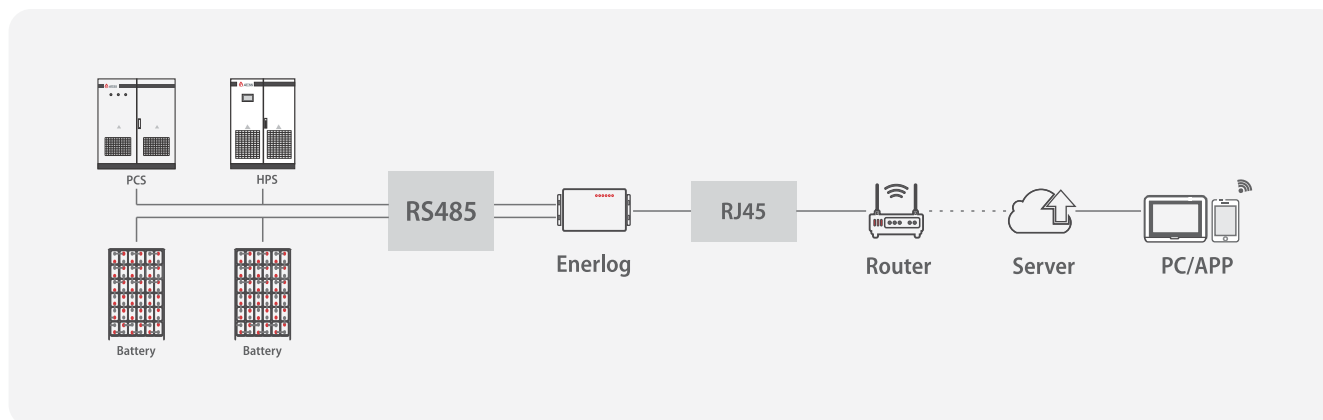 PCS
HPS
RS485
RJ45
Enerlog
Router
Server
PC/APP
Battery
Battery